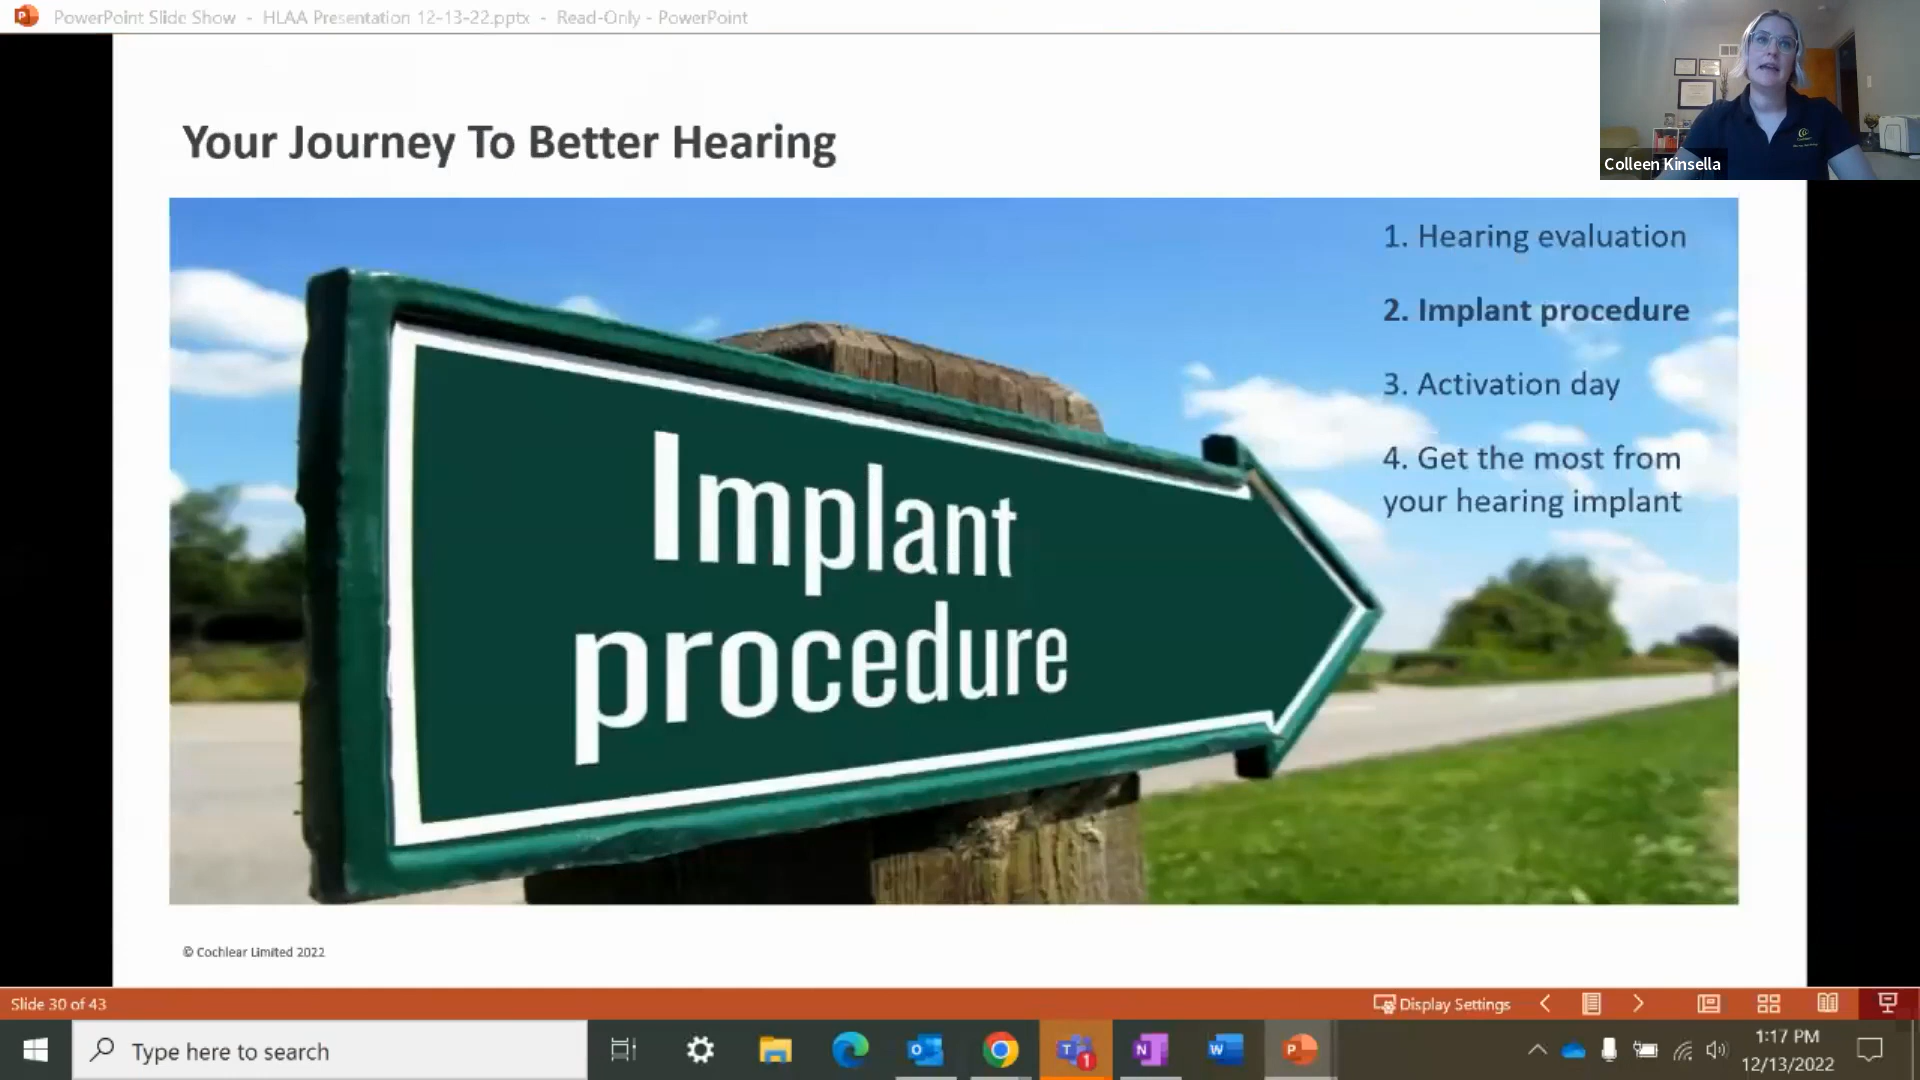 PowerPoint Slide Show - HLAA Presentation 12-13-22.pptx - Read-Only - PowerPoint
Colleen Kinsella
Your Journey To Better Hearing
1. Hearing evaluation
2. Implant procedure
3. Activation day
4. Get the most from
your hearing implant
Implant
procedure
© Cochlear Limited 2022
Slide 30 of 43
Display Settings
Type here to search
1
1:17 PM
12/13/2022